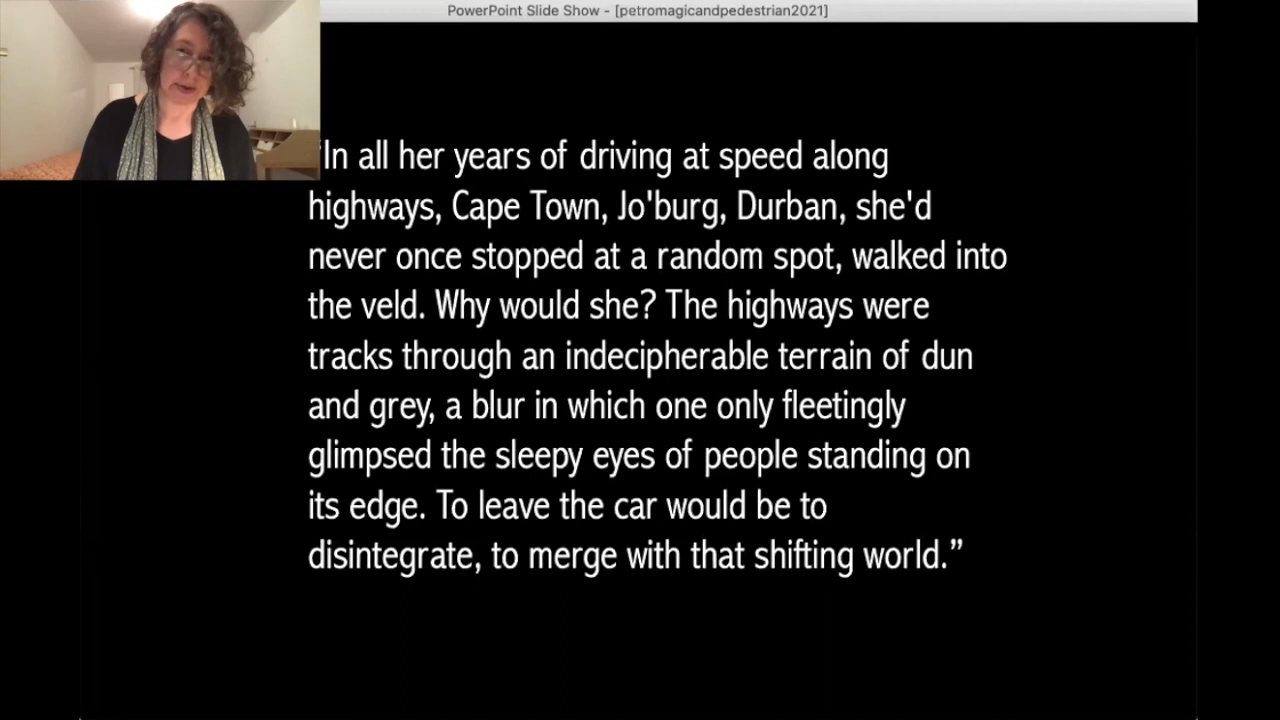 PowerPoint Slide Show - [petromagicandpedestrian2021]
"In all her years of driving at speed along
highways, Cape Town, Jo'burg, Durban, she'd
never once stopped at a random spot, walked into
the veld. Why would she? The highways were
tracks through an indecipherable terrain of dun
and grey, a blur in which one only fleetingly
glimpsed the sleepy eyes of people standing on
its edge. To leave the car would be to
disintegrate, to merge with that shifting world.”